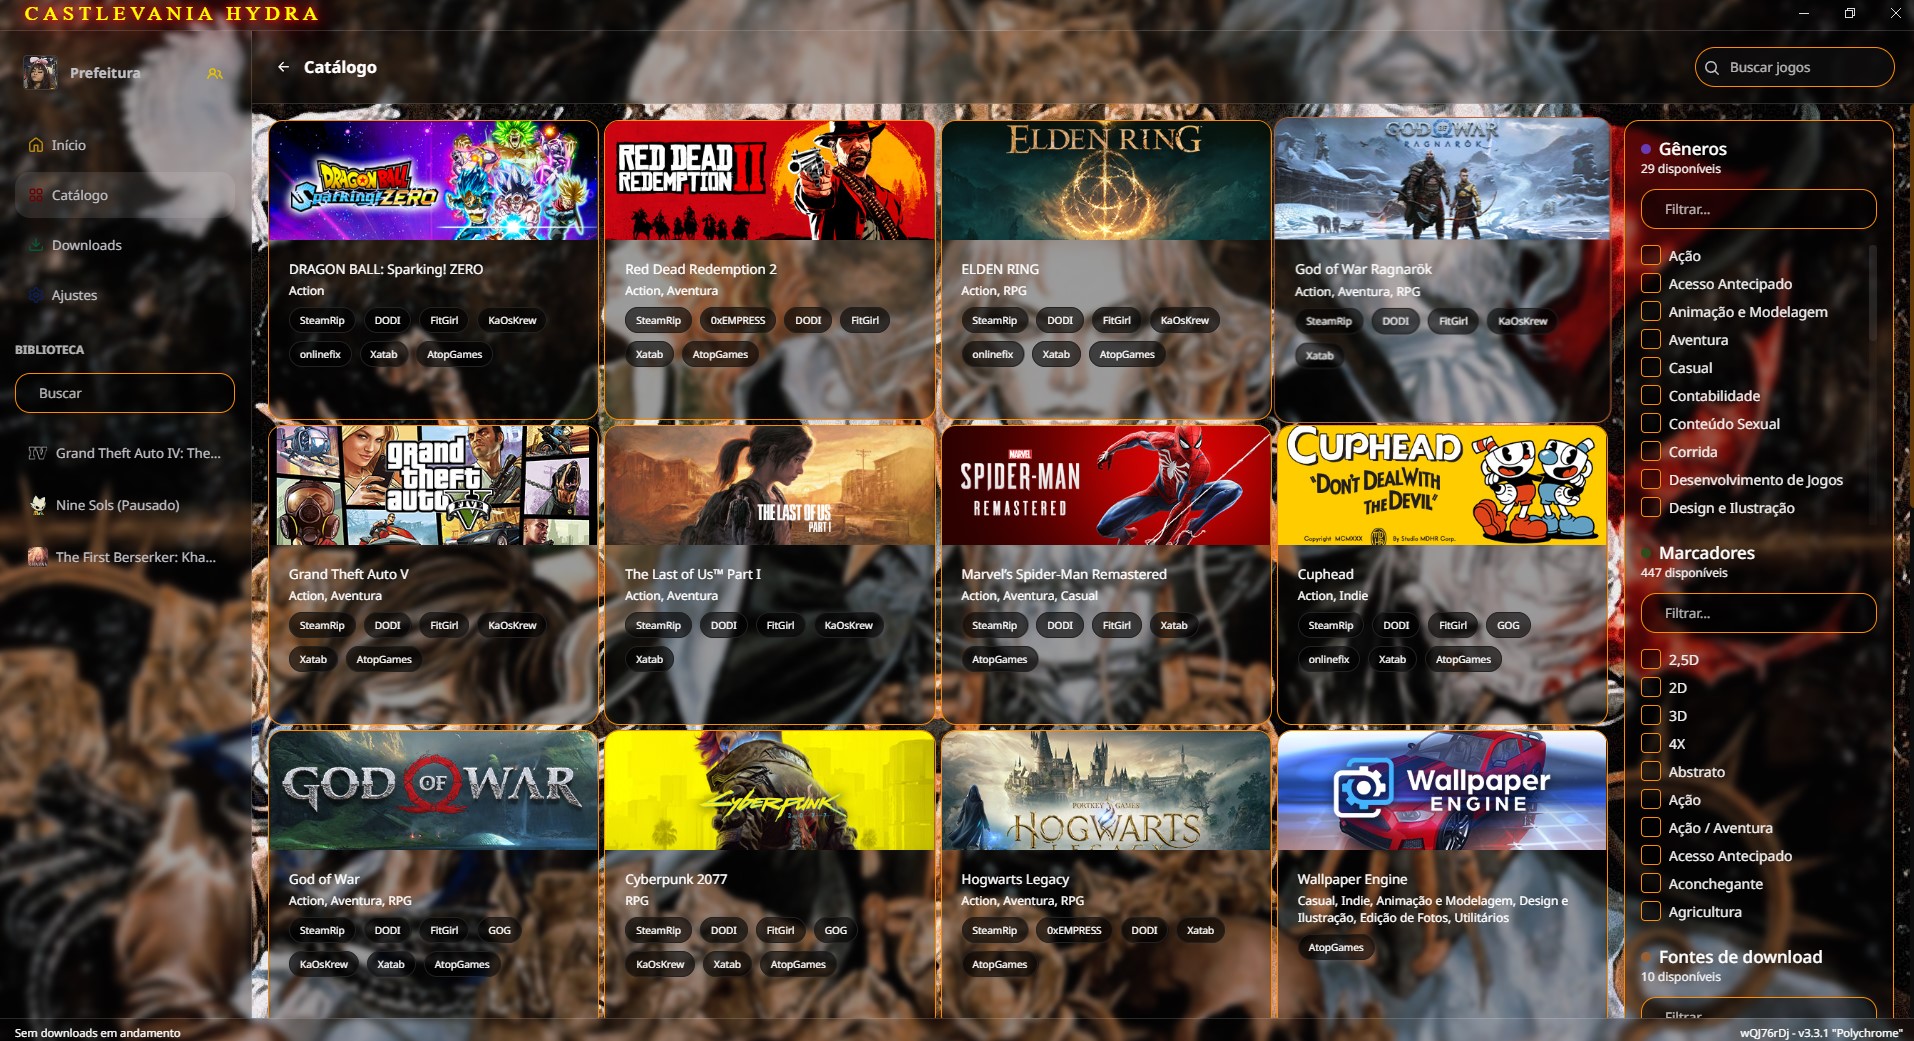 CASTLEVANIA HYDRA
Prefeitura
Início
Catálogo
Downloads
Ajustes
BIBLIOTECA
Buscar
Grand Theft Auto IV: The...
Nine Sols (Pausado)
The First Berserker: Kha...
Catálogo
Buscar jogos
DRAGON BALL
Sparking! ZERO
DRAGON BALL: Sparking! ZERO
Action
SteamRip DODI FitGirl KaOsKrew
onlinefix Xatab AtopGames
RED DEAD
REDEMPTION II
Red Dead Redemption 2
Action, Aventura
SteamRip 0xEMPRESS DODI FitGirl
Xatab AtopGames
ELDEN RING
ELDEN RING
Action, RPG
SteamRip DODI FitGirl KaOsKrew
onlinefix Xatab AtopGames
GOD OF WAR
RAGNARÖK
God of War Ragnarök
Action, Aventura, RPG
SteamRip DODI FitGirl KaOsKrew
Xatab
grand
theft
auto V
Grand Theft Auto V
Action, Aventura
SteamRip DODI FitGirl KaOsKrew
Xatab AtopGames
THE LAST OF US
PART I
The Last of Us™ Part I
Action, Aventura
SteamRip DODI FitGirl KaOsKrew
Xatab
MARVEL
SPIDER-MAN
REMASTERED
Marvel's Spider-Man Remastered
Action, Aventura, Casual
SteamRip DODI FitGirl Xatab
AtopGames
CUPHEAD
"DON'T DEAL WITH
THE DEVIL"
Copyright MCMXXX By Studio MDHR Corp.
Cuphead
Action, Indie
SteamRip DODI FitGirl GOG
onlinefix Xatab AtopGames
GOD OF WAR
God of War
Action, Aventura, RPG
SteamRip DODI FitGirl GOG
KaOsKrew Xatab AtopGames
Cyberpunk
Cyberpunk 2077
RPG
SteamRip DODI FitGirl GOG
KaOsKrew Xatab AtopGames
PORTKEY GAMES
HOGWARTS
LEGACY
Hogwarts Legacy
Action, Aventura, RPG
SteamRip 0xEMPRESS DODI Xatab
AtopGames
Wallpaper
ENGINE
Wallpaper Engine
Casual, Indie, Animação e Modelagem, Design e
Ilustração, Edição de Fotos, Utilitários
AtopGames
Gêneros
29 disponíveis
Filtrar...
Ação
Acesso Antecipado
Animação e Modelagem
Aventura
Casual
Contabilidade
Conteúdo Sexual
Corrida
Desenvolvimento de Jogos
Design e Ilustração
Marcadores
447 disponíveis
Filtrar...
2,5D
2D
3D
4X
Abstrato
Ação
Ação / Aventura
Acesso Antecipado
Aconchegante
Agricultura
Fontes de download
10 disponíveis
Filtrar...
Sem downloads em andamento
wQJ76rDj - v3.3.1 "Polychrome"